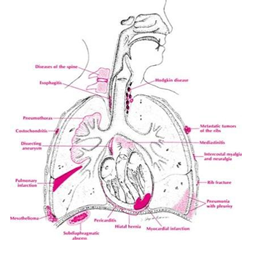 Diseases of the spine
Esophagitis
Hodgkin disease
Pneumothorax
Costochondritis
Dissecting
aneurysm
Pulmonary
infarction
Mesothelioma
Subdiaphragmatic
abscess
Pericarditis
Hiatal hernia
Myocardial infarction
Metastatic tumors
of the ribs
Mediastinitis
Intercostal myalgia
and neuralgia
Rib fracture
Pneumonia
with pleurisy